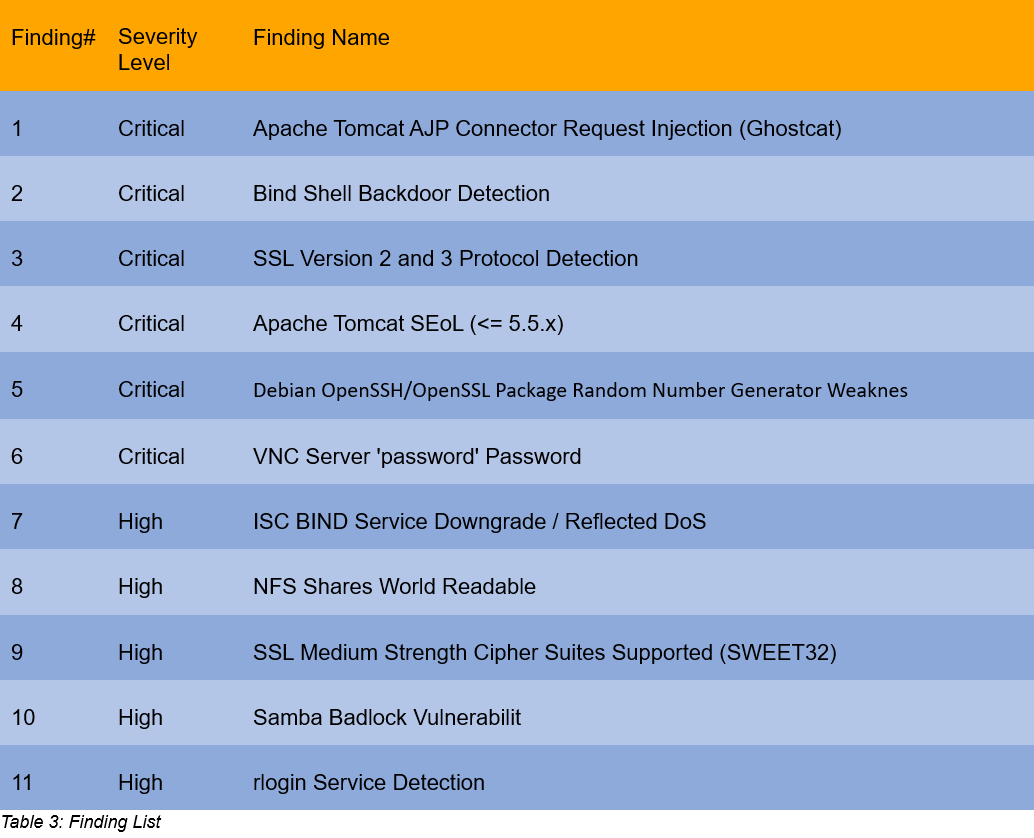 Finding# Severity Level Finding Name
1 Critical Apache Tomcat AJP Connector Request Injection (Ghostcat)
2 Critical Bind Shell Backdoor Detection
3 Critical SSL Version 2 and 3 Protocol Detection
4 Critical Apache Tomcat SEoL (<= 5.5.x)
5 Critical Debian OpenSSH/OpenSSL Package Random Number Generator Weaknes
6 Critical VNC Server 'password' Password
7 High ISC BIND Service Downgrade / Reflected DoS
8 High NFS Shares World Readable
9 High SSL Medium Strength Cipher Suites Supported (SWEET32)
10 High Samba Badlock Vulnerabilit
11 High rlogin Service Detection
Table 3: Finding List